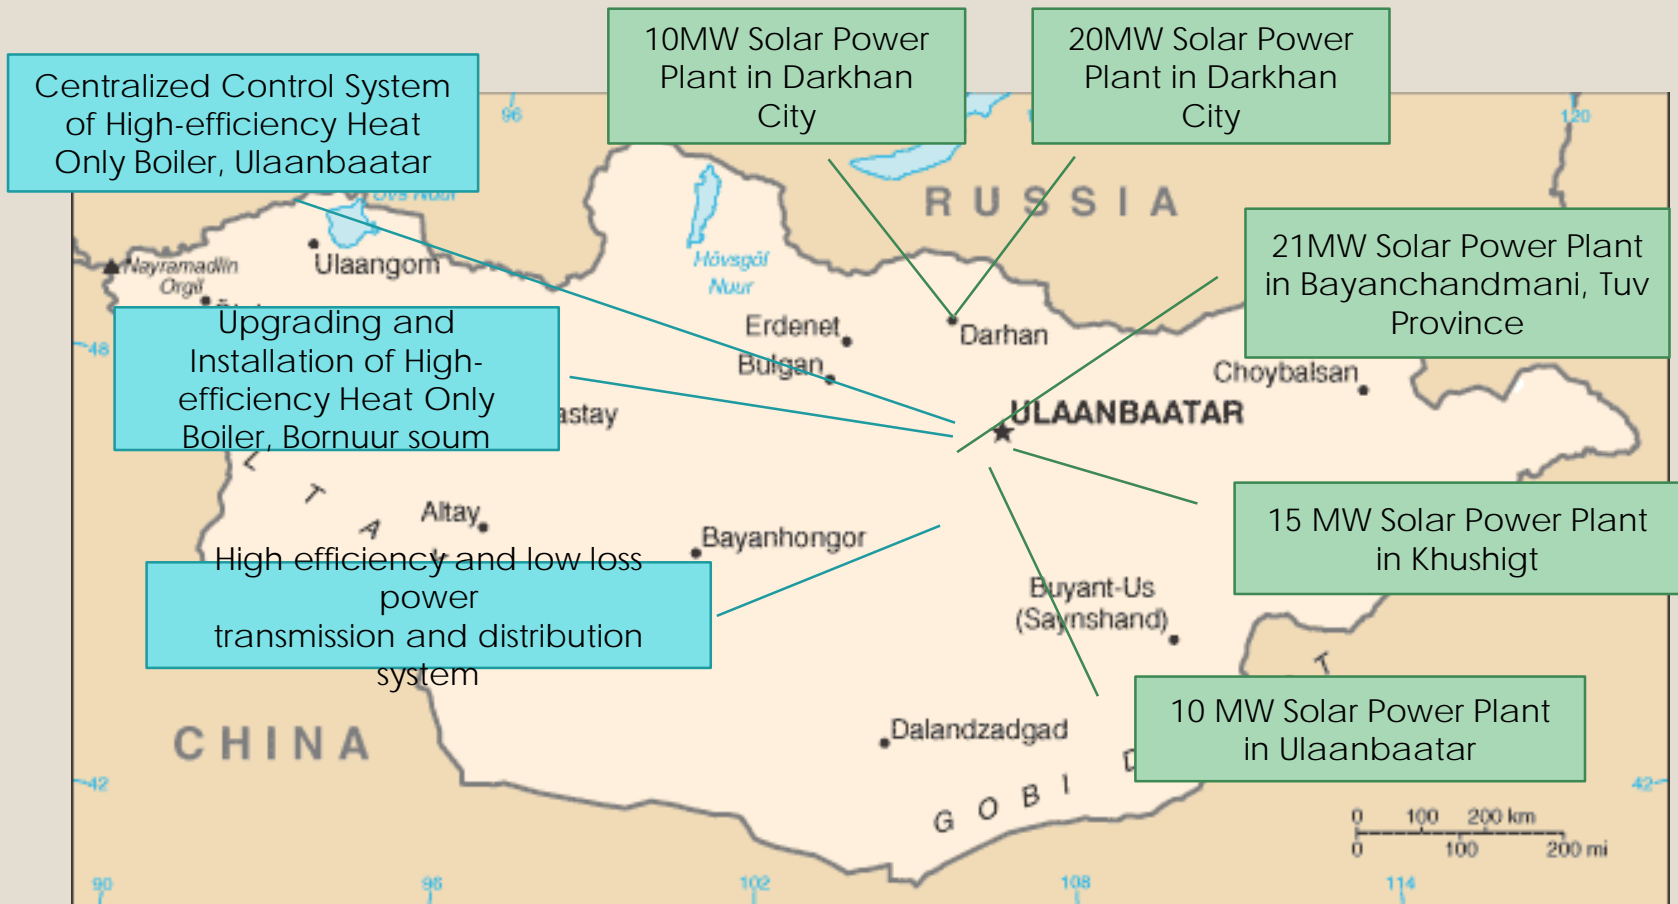 10MW Solar Power
Plant in Darkhan
City
20MW Solar Power
Plant in Darkhan
City
Centralized Control System
of High-efficiency Heat
Only Boiler, Ulaanbaatar
96
120
RUSSIA
Uvs Nuur
Ulaangom
Nayramadlin
Orgil
Hövsgöl
Nuur
21MW Solar Power Plant
in Bayanchandmani, Tuv
Province
Upgrading and
Installation of High-
efficiency Heat Only
Boiler, Bornuur soum
48
Erdenet
Bulgan
Darhan
Choybalsan
astay
ULAANBAATAR
L T A
Altay
Bayanhongor
15 MW Solar Power Plant
in Khushigt
High efficiency and low loss
power
transmission and distribution
system
Buyant-Us
(Saynshand)
T
10 MW Solar Power Plant
in Ulaanbaatar
CHINA
Dalandzadgad
GOBI D
42
42
0 100 200 km
0 100 200 mi
90
96
102
108
114